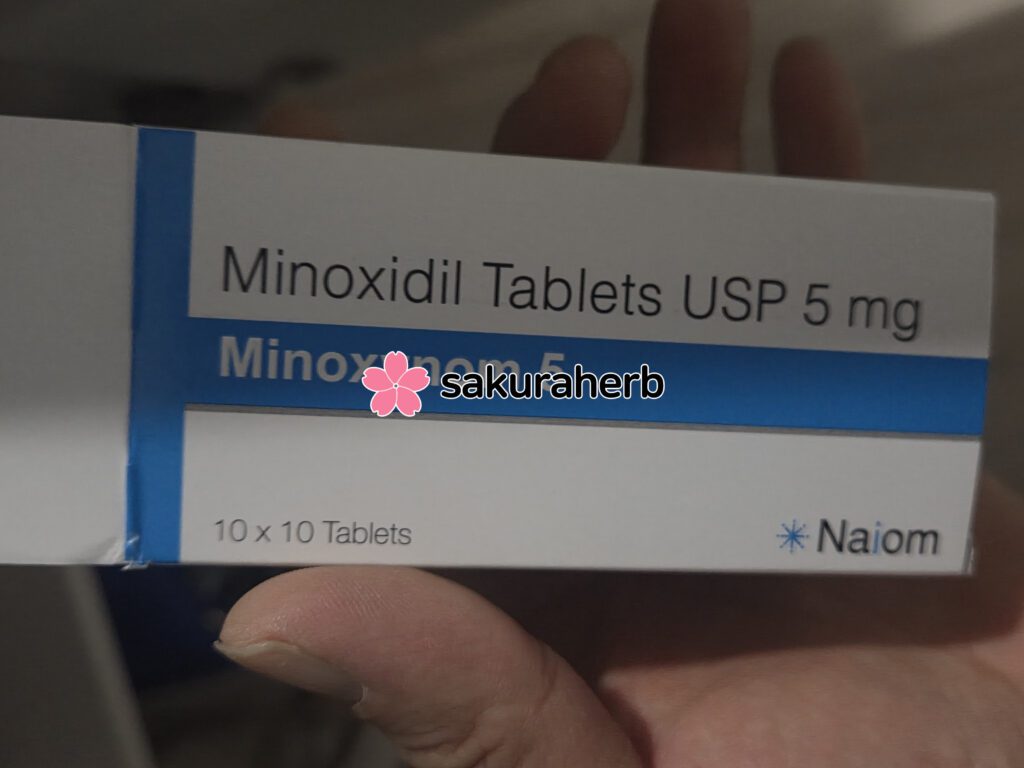 Minoxidil Tablets USP 5 mg
sakuraherb
10 x 10 Tablets
Naiom